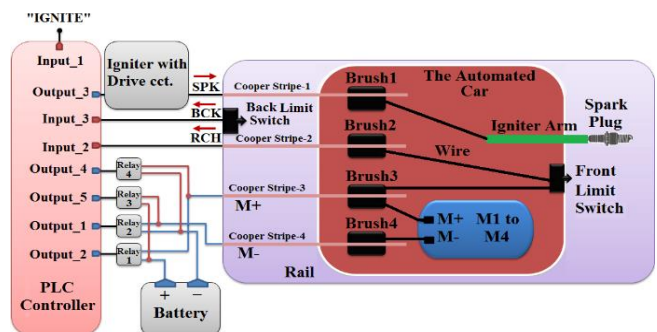 "IGNITE"
Input_1
Output_3
Input_3
Input_2
Output_4
Output_5
Output_1
Output_2
PLC
Controller
Igniter with
Drive cct.
SPK
BCK
RCH
Relay
4
Relay
3
Relay
2
Relay
1
+ −
Battery
Cooper Stripe-1
Back Limit
Switch
Cooper Stripe-2
Cooper Stripe-3
M+
Cooper Stripe-4
M-
Rail
Brush1
Brush2
Brush3
Brush4
The Automated
Car
Igniter Arm
Spark
Plug
Wire
Front
Limit
Switch
M+ M1 to
M- M4